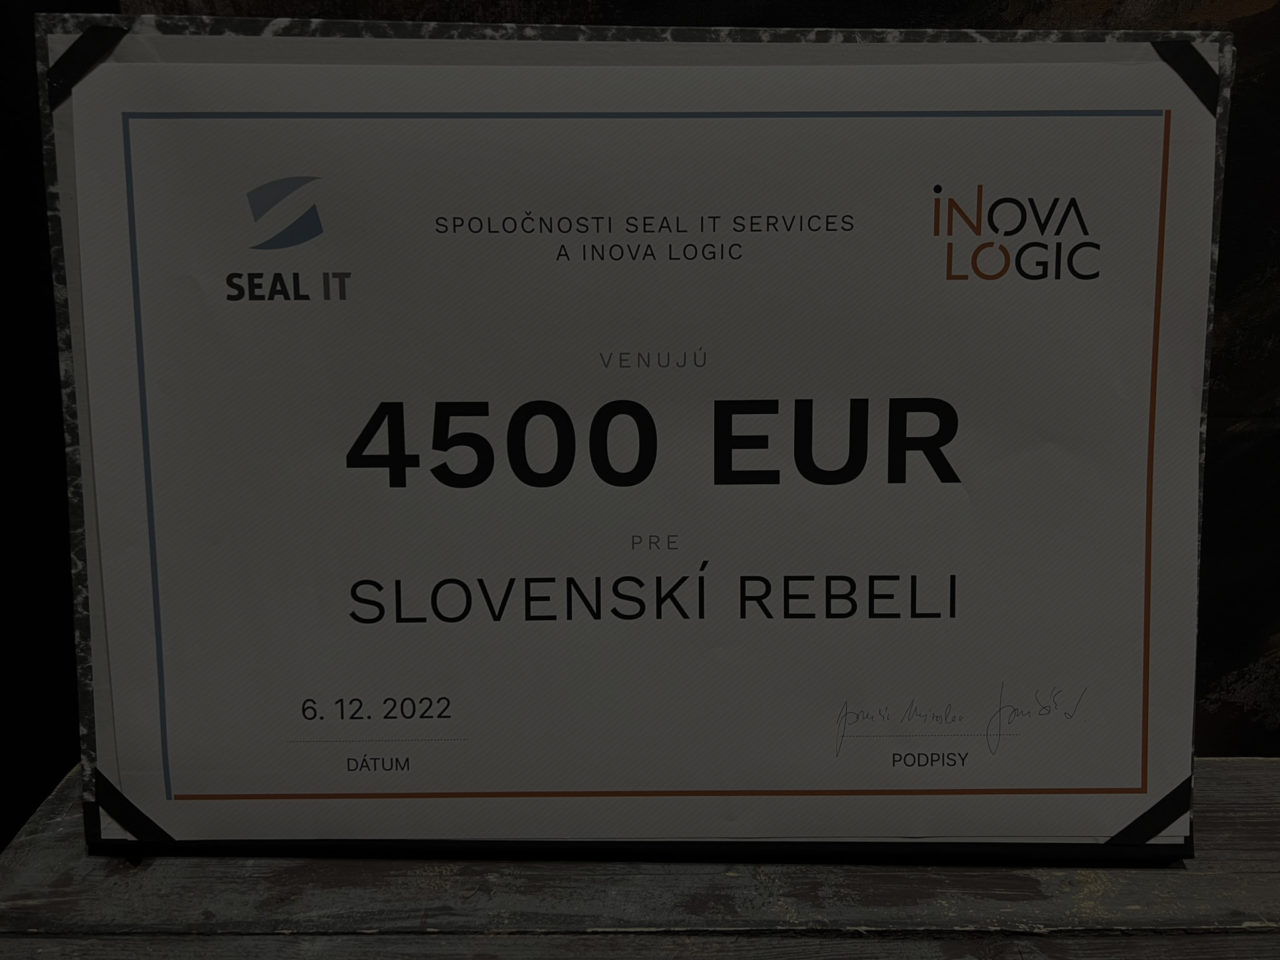 SEAL IT
SPOLOČNOSTI SEAL IT SERVICES
A INOVA LOGIC
iNOVA
LOGIC
VENUJÚ
4500 EUR
PRE
SLOVENSKÍ REBELI
6. 12. 2022
DÁTUM
PODPISY